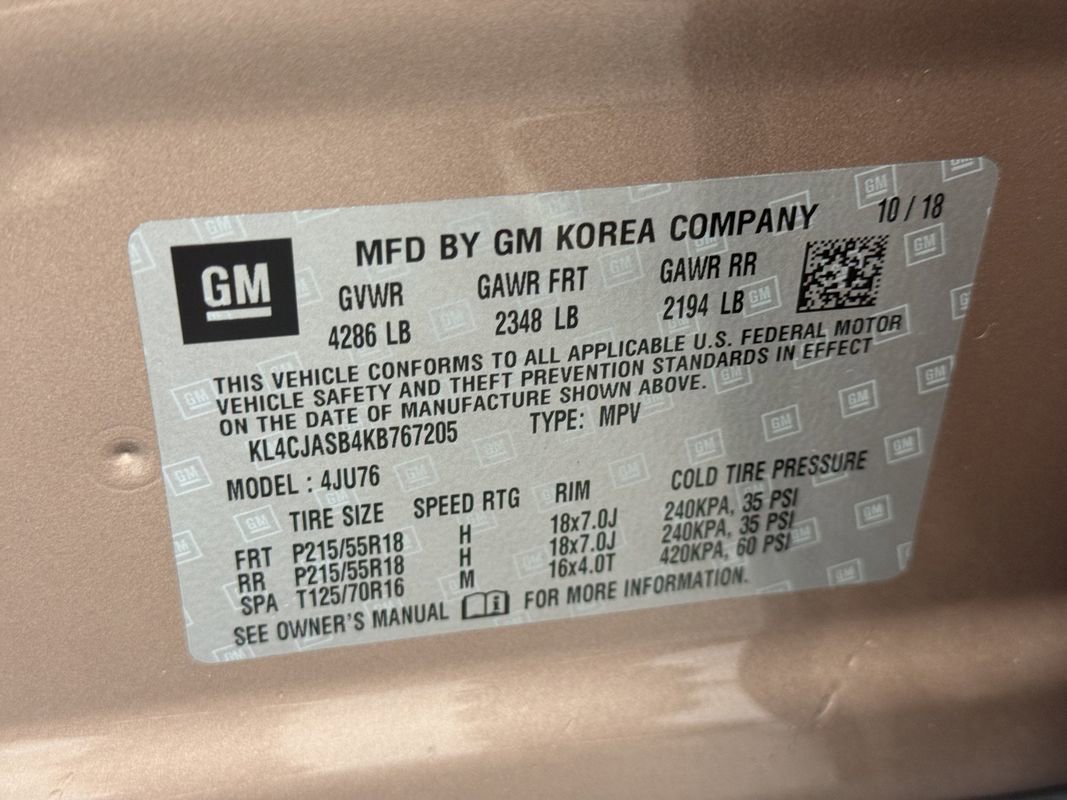 10 / 18
MFD BY GM KOREA COMPANY
GM
GVWR GAWR FRT GAWR RR
4286 LB 2348 LB 2194 LB
THIS VEHICLE CONFORMS TO ALL APPLICABLE U.S. FEDERAL MOTOR
VEHICLE SAFETY AND THEFT PREVENTION STANDARDS IN EFFECT
ON THE DATE OF MANUFACTURE SHOWN ABOVE.
KL4CJASB4KB767205 TYPE: MPV
MODEL : 4JU76
TIRE SIZE SPEED RTG RIM COLD TIRE PRESSURE
FRT P215/55R18 H 18x7.0J 240KPA, 35 PSI
RR P215/55R18 H 18x7.0J 240KPA, 35 PSI
SPA T125/70R16 M 16x4.0T 420KPA, 60 PSI
SEE OWNER'S MANUAL FOR MORE INFORMATION.